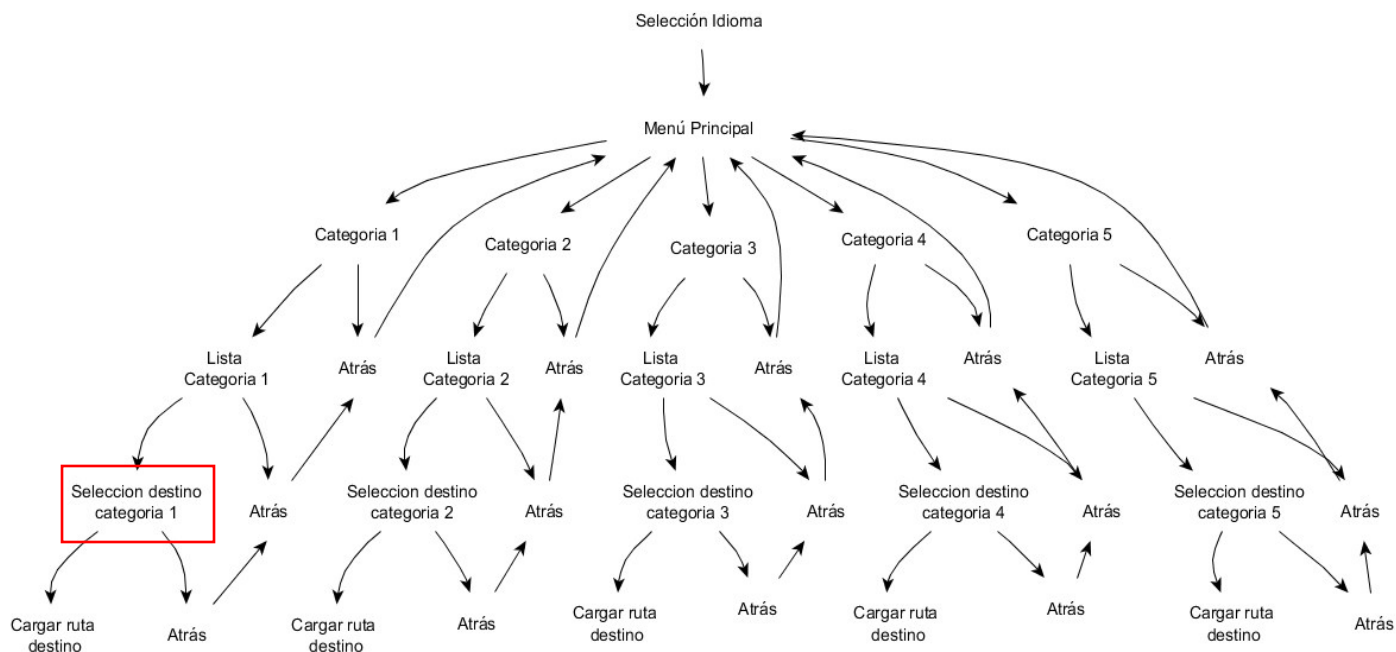 Selección Idioma
Menú Principal
Categoria 1
Categoria 2
Categoria 3
Categoria 4
Categoria 5
Lista
Categoria 1
Atrás
Lista
Categoria 2
Atrás
Lista
Categoria 3
Atrás
Lista
Categoria 4
Atrás
Lista
Categoria 5
Atrás
Seleccion destino
categoria 1
Atrás
Seleccion destino
categoria 2
Atrás
Seleccion destino
categoria 3
Atrás
Seleccion destino
categoria 4
Atrás
Seleccion destino
categoria 5
Atrás
Cargar ruta
destino
Atrás
Cargar ruta
destino
Atrás
Cargar ruta
destino
Atrás
Cargar ruta
destino
Atrás
Cargar ruta
destino
Atrás